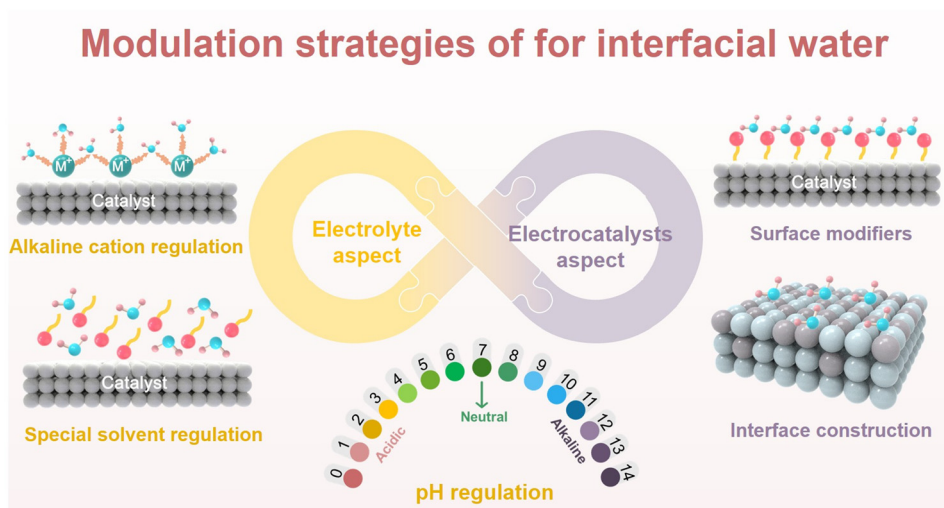 Modulation strategies of for interfacial water
M⁺ M⁺ M⁺
Catalyst
Alkaline cation regulation
Catalyst
Special solvent regulation
Electrolyte
aspect
Electrocatalysts
aspect
Catalyst
Surface modifiers
Interface construction
0 1 2 3 4 5 6 7 8 9 10 11 12 13 14
Acidic
Neutral
Alkaline
pH regulation